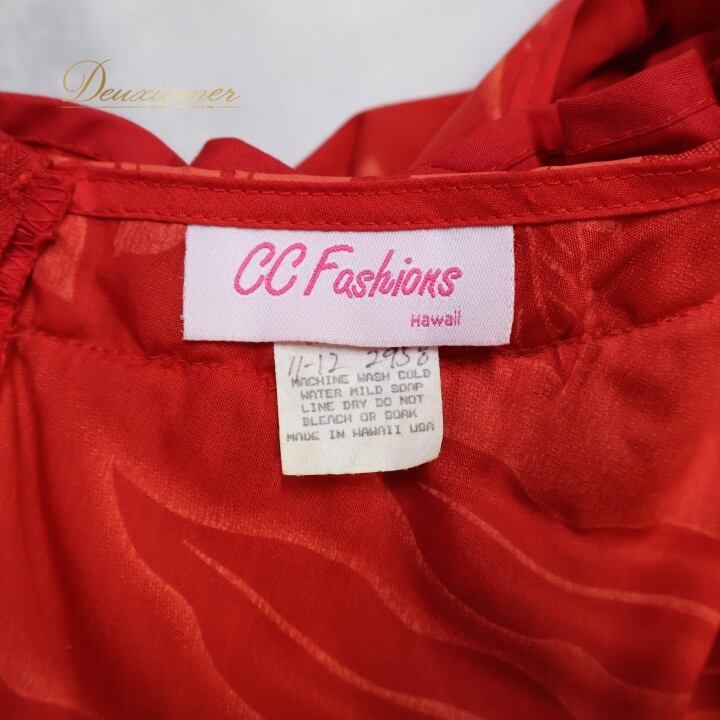 Deuxiemer
CC Fashions
Hawaii
11-12 2958
MACHINE WASH COLD
WATER MILD SOAP
LINE DRY DO NOT
BLEACH OR SOAK
MADE IN HAWAII USA